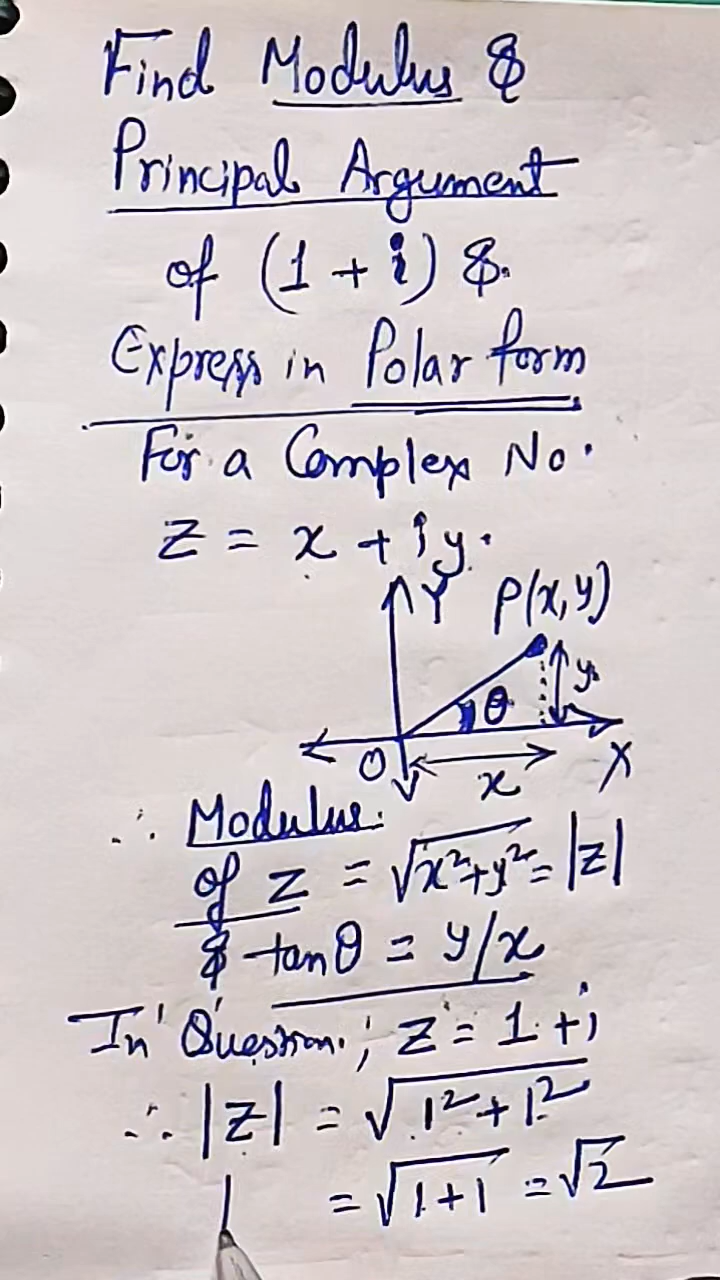 Find Modulus &
Principal Argument
of (1 + i) &
Express in Polar form
For a Complex No.
z = x + iy.
Y P(x,y)
θ y
O x X
∴ Modulus
of z = √x²+y² = |z|
& tanθ = y/x
In Question; z = 1 + i
∴ |z| = √1²+1²
= √1+1 = √2